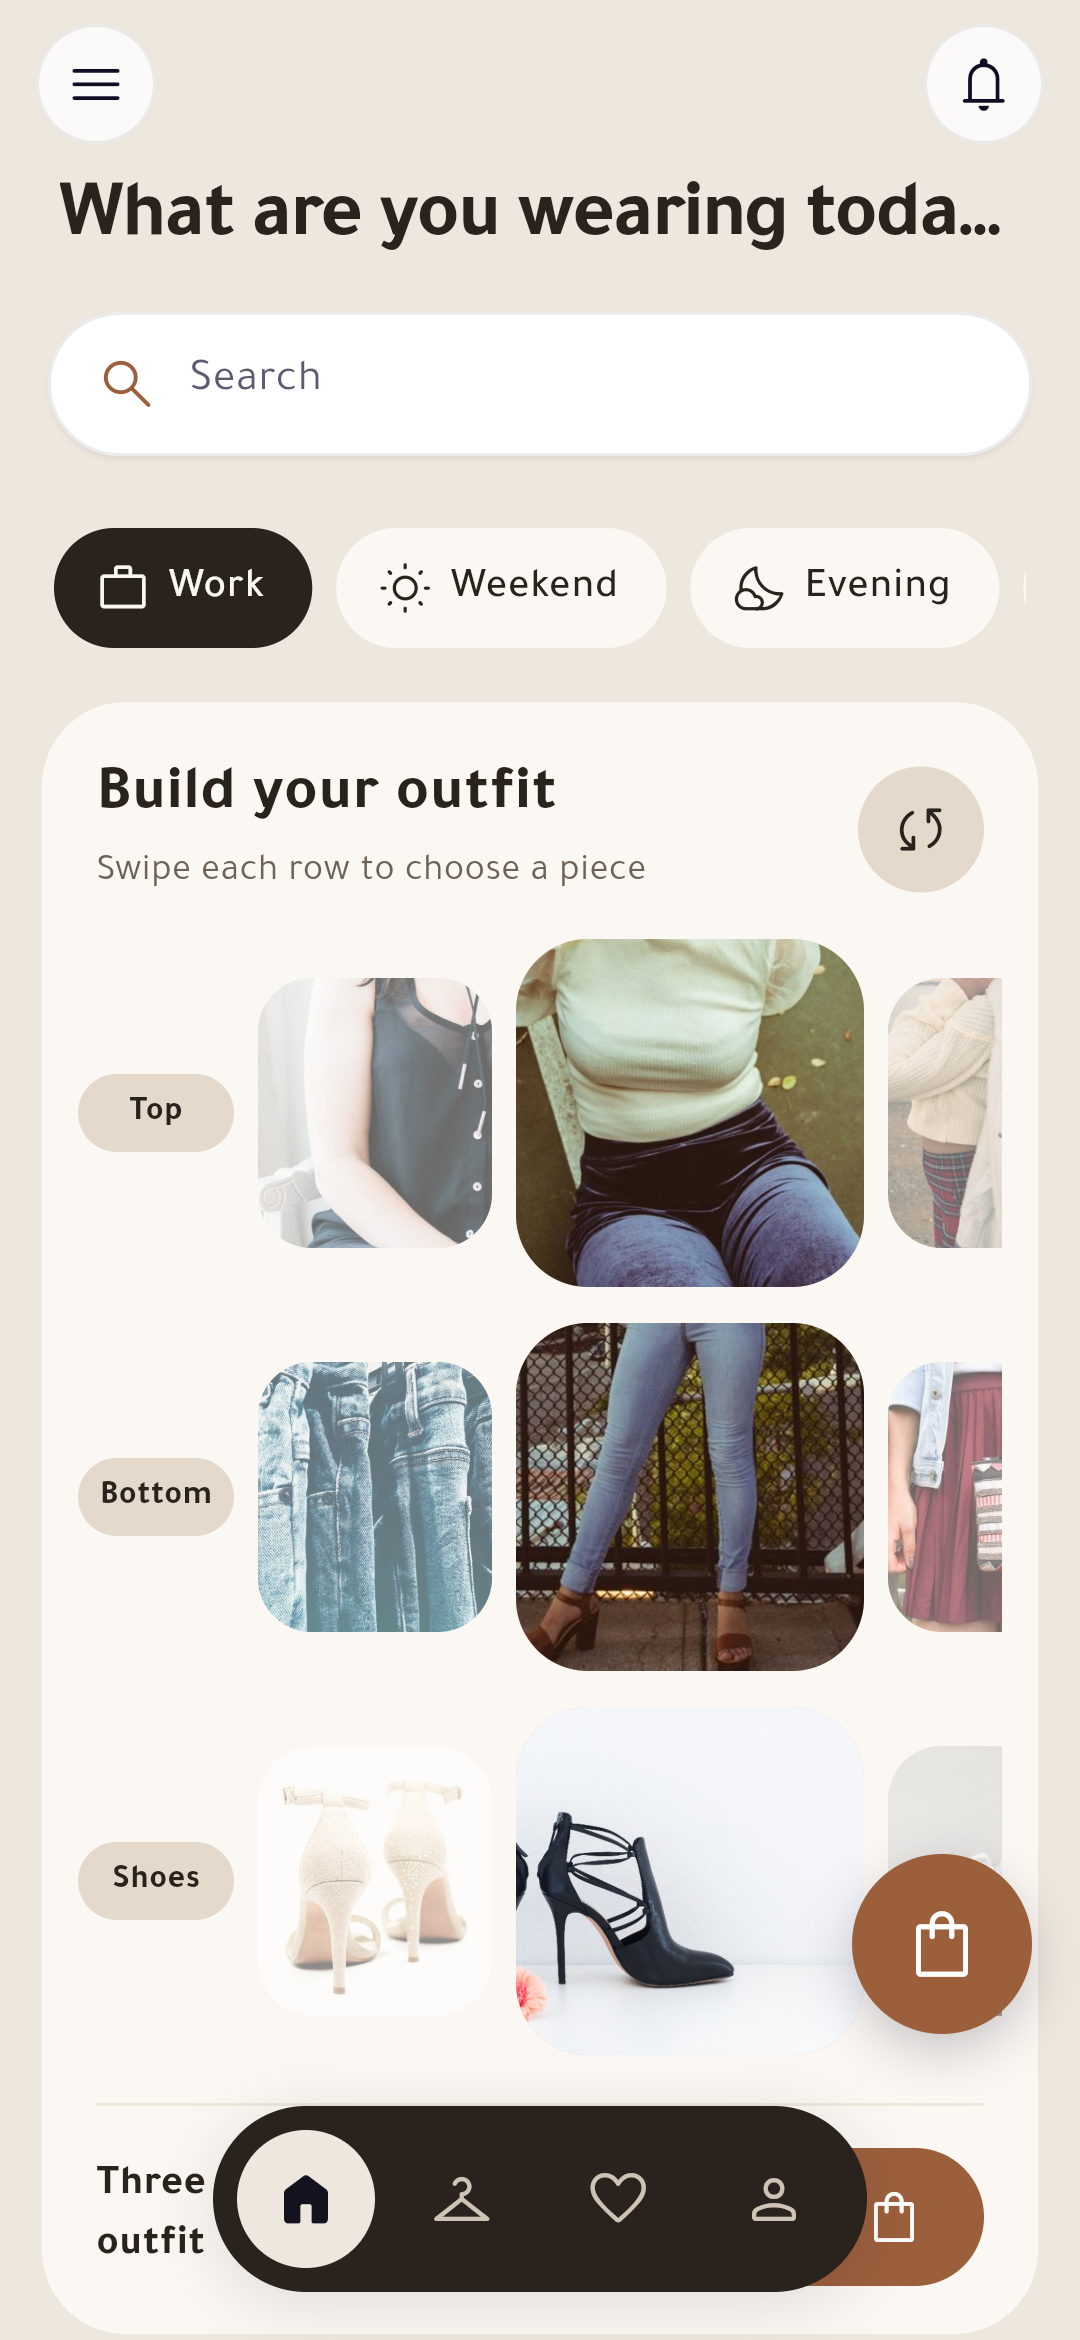 What are you wearing toda...
Search
Work
Weekend
Evening
Build your outfit
Swipe each row to choose a piece
Top
Bottom
Shoes
Three
outfit